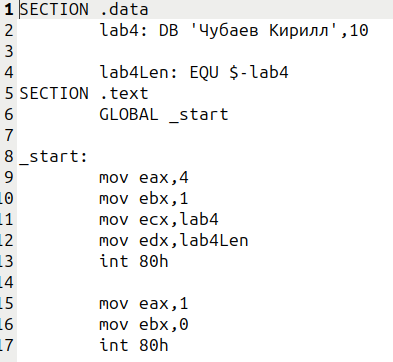 1 SECTION .data
2 lab4: DB 'Чубаев Кирилл',10
3
4 lab4Len: EQU $-lab4
5 SECTION .text
6 GLOBAL _start
7
8 _start:
9 mov eax,4
10 mov ebx,1
11 mov ecx,lab4
12 mov edx,lab4Len
13 int 80h
14
15 mov eax,1
16 mov ebx,0
17 int 80h